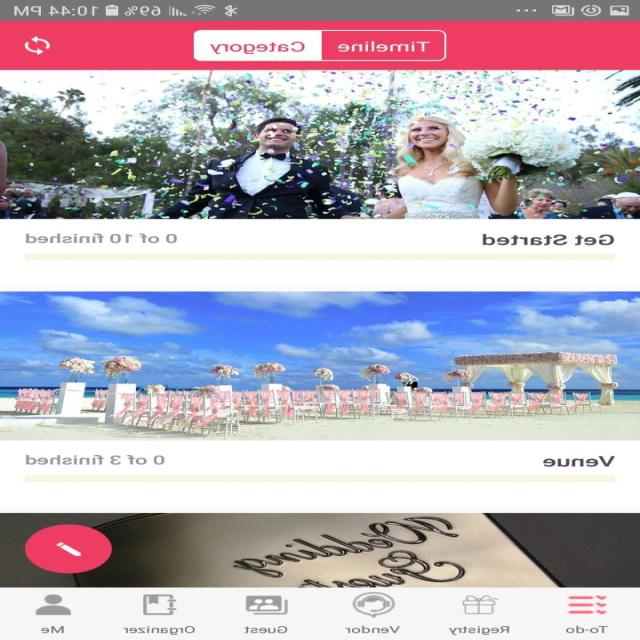 10:44 PM
69%
...
Timeline
Category
Get Started
0 of 10 finished
Venue
0 of 3 finished
Wedding
Guest
To-do
Registry
Vendor
Guest
Organizer
Me